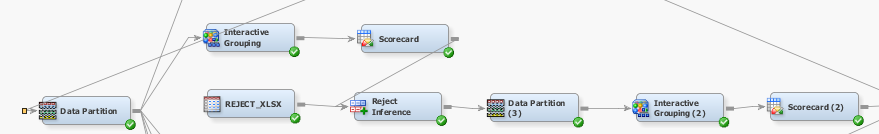 Interactive
Grouping
Scorecard
Data Partition
REJECT_XLSX
Reject
Inference
Data Partition
(3)
Interactive
Grouping (2)
Scorecard (2)